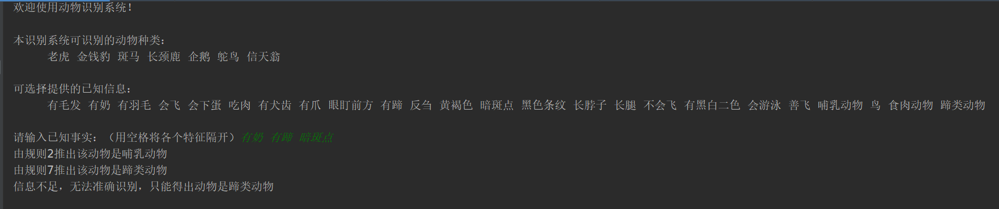 欢迎使用动物识别系统!
本识别系统可识别的动物种类:
老虎 金钱豹 斑马 长颈鹿 企鹅 鸵鸟 信天翁
可选择提供的已知信息:
有毛发 有奶 有羽毛 会飞 会下蛋 吃肉 有犬齿 有爪 眼盯前方 有蹄 反刍 黄褐色 暗斑点 黑色条纹 长脖子 长腿 不会飞 有黑白二色 会游泳 善飞 哺乳动物 鸟 食肉动物 蹄类动物
请输入已知事实:（用空格将各个特征隔开）有奶 有蹄 暗斑点
由规则2推出该动物是哺乳动物
由规则7推出该动物是蹄类动物
信息不足，无法准确识别，只能得出动物是蹄类动物